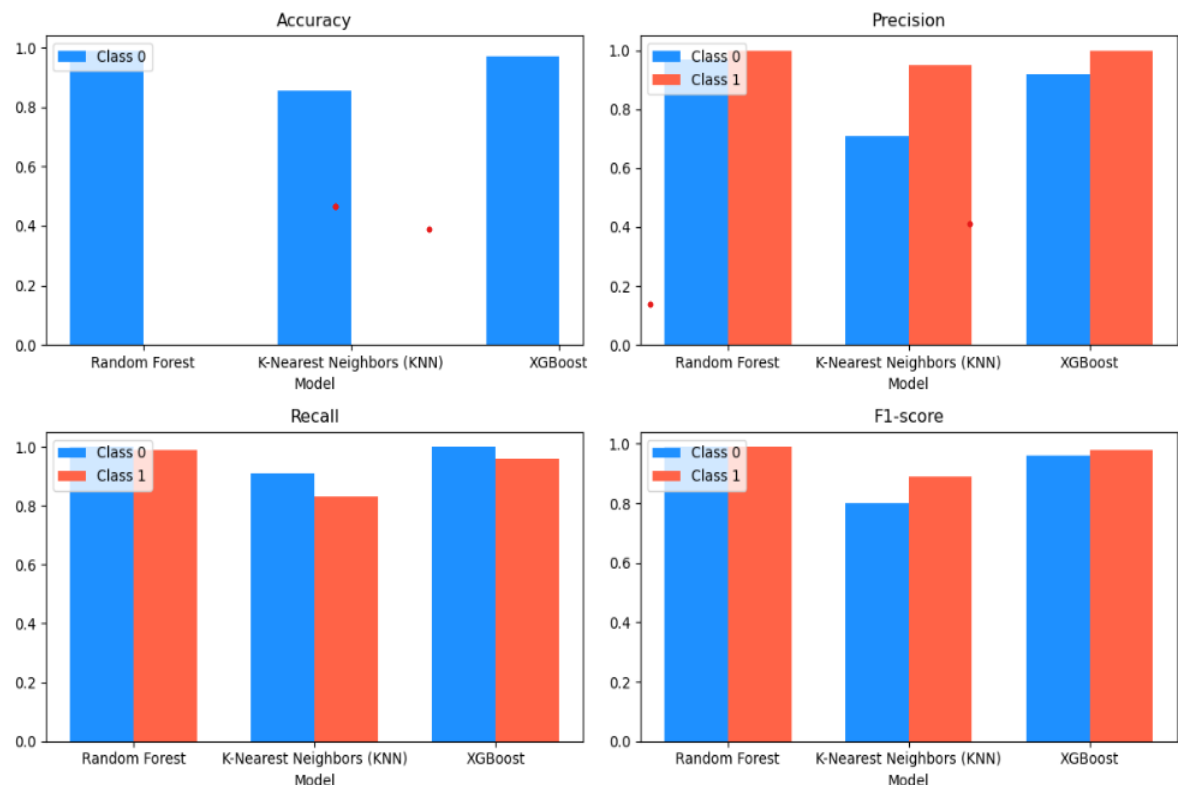 Accuracy
1.0
0.8
0.6
0.4
0.2
0.0
Class 0
Random Forest K-Nearest Neighbors (KNN) XGBoost
Model
Precision
1.0
0.8
0.6
0.4
0.2
0.0
Class 0
Class 1
Random Forest K-Nearest Neighbors (KNN) XGBoost
Model
Recall
1.0
0.8
0.6
0.4
0.2
0.0
Class 0
Class 1
Random Forest K-Nearest Neighbors (KNN) XGBoost
Model
F1-score
1.0
0.8
0.6
0.4
0.2
0.0
Class 0
Class 1
Random Forest K-Nearest Neighbors (KNN) XGBoost
Model